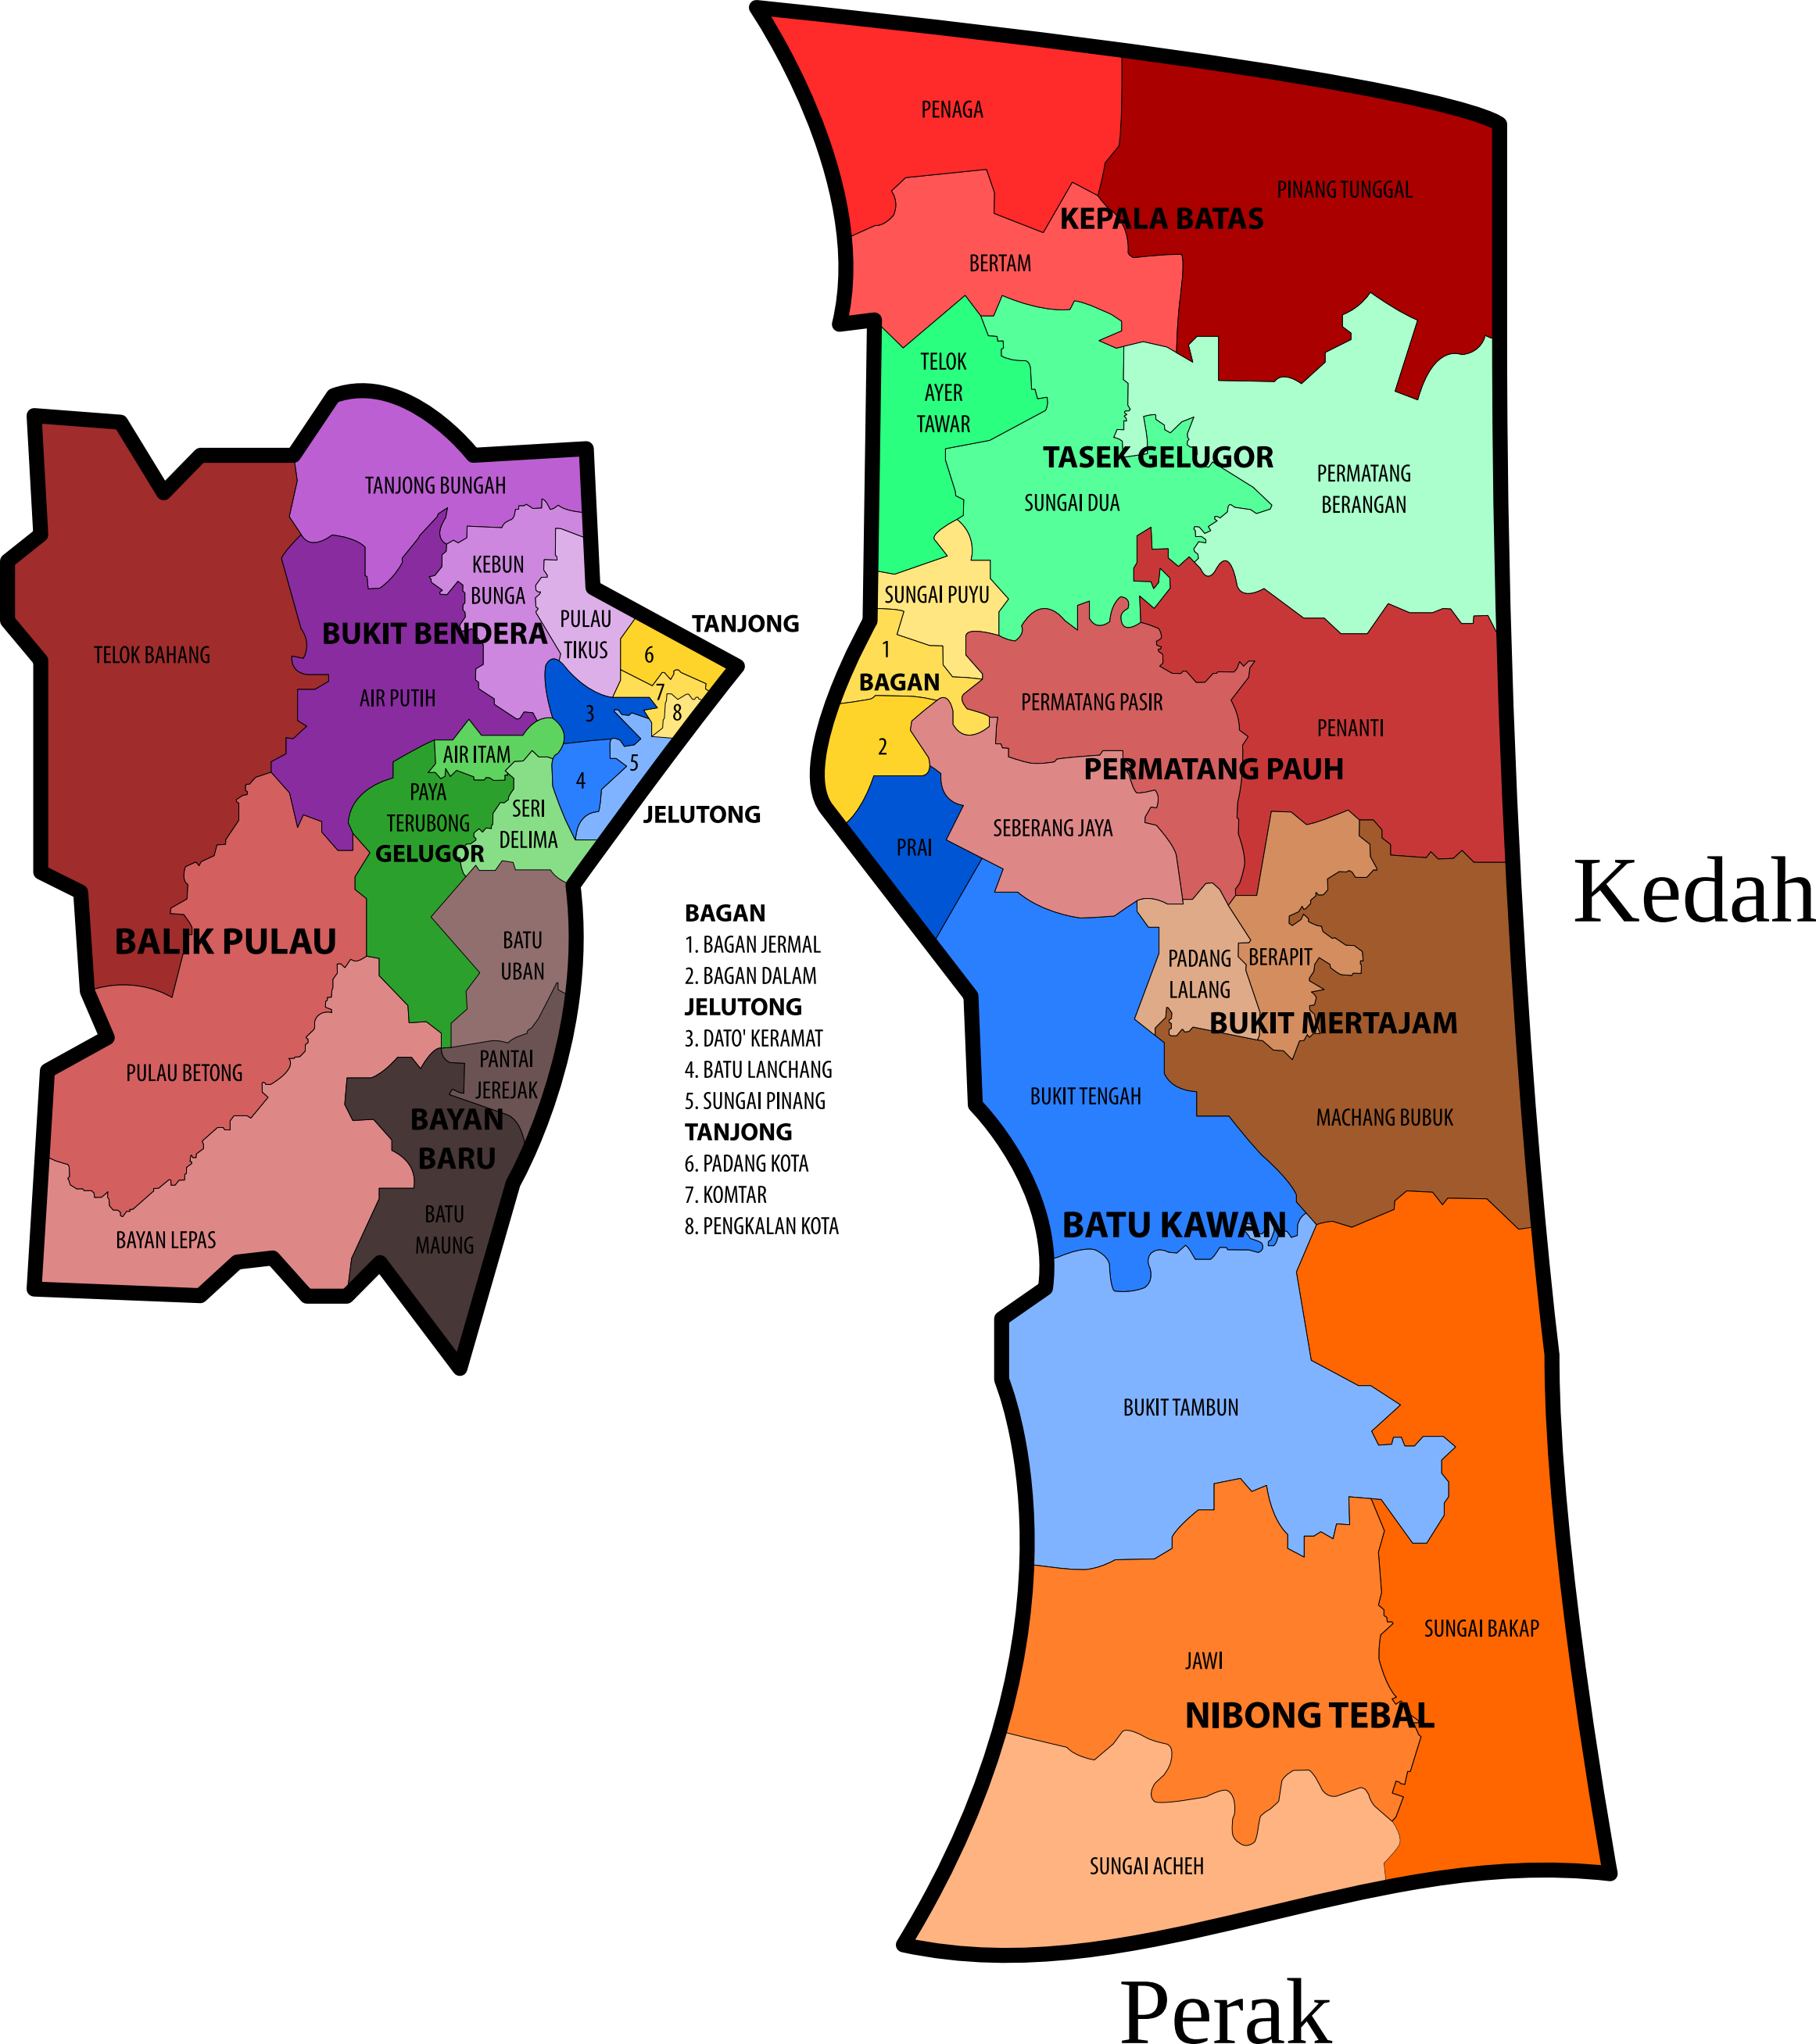 PENAGA
PINANG TUNGGAL
KEPALA BATAS
BERTAM
TELOK
AYER
TAWAR
TASEK GELUGOR
SUNGAI DUA
PERMATANG
BERANGAN
SUNGAI PUYU
1
BAGAN
2
PERMATANG PASIR
PENANTI
PERMATANG PAUH
SEBERANG JAYA
PRAI
PADANG
LALANG
BERAPIT
BUKIT MERTAJAM
MACHANG BUBUK
BUKIT TENGAH
BATU KAWAN
BUKIT TAMBUN
SUNGAI BAKAP
JAWI
NIBONG TEBAL
SUNGAI ACHEH
Kedah
Perak
TANJONG BUNGAH
KEBUN
BUNGA
PULAU
TIKUS
BUKIT BENDERA
TELOK BAHANG
AIR PUTIH
TANJONG
6
7
8
3
5
4
JELUTONG
AIR ITAM
PAYA
TERUBONG
SERI
DELIMA
GELUGOR
BALIK PULAU
BATU
UBAN
PULAU BETONG
PANTAI
JEREJAK
BAYAN
BARU
BATU
MAUNG
BAYAN LEPAS
BAGAN
1. BAGAN JERMAL
2. BAGAN DALAM
JELUTONG
3. DATO' KERAMAT
4. BATU LANCHANG
5. SUNGAI PINANG
TANJONG
6. PADANG KOTA
7. KOMTAR
8. PENGKALAN KOTA